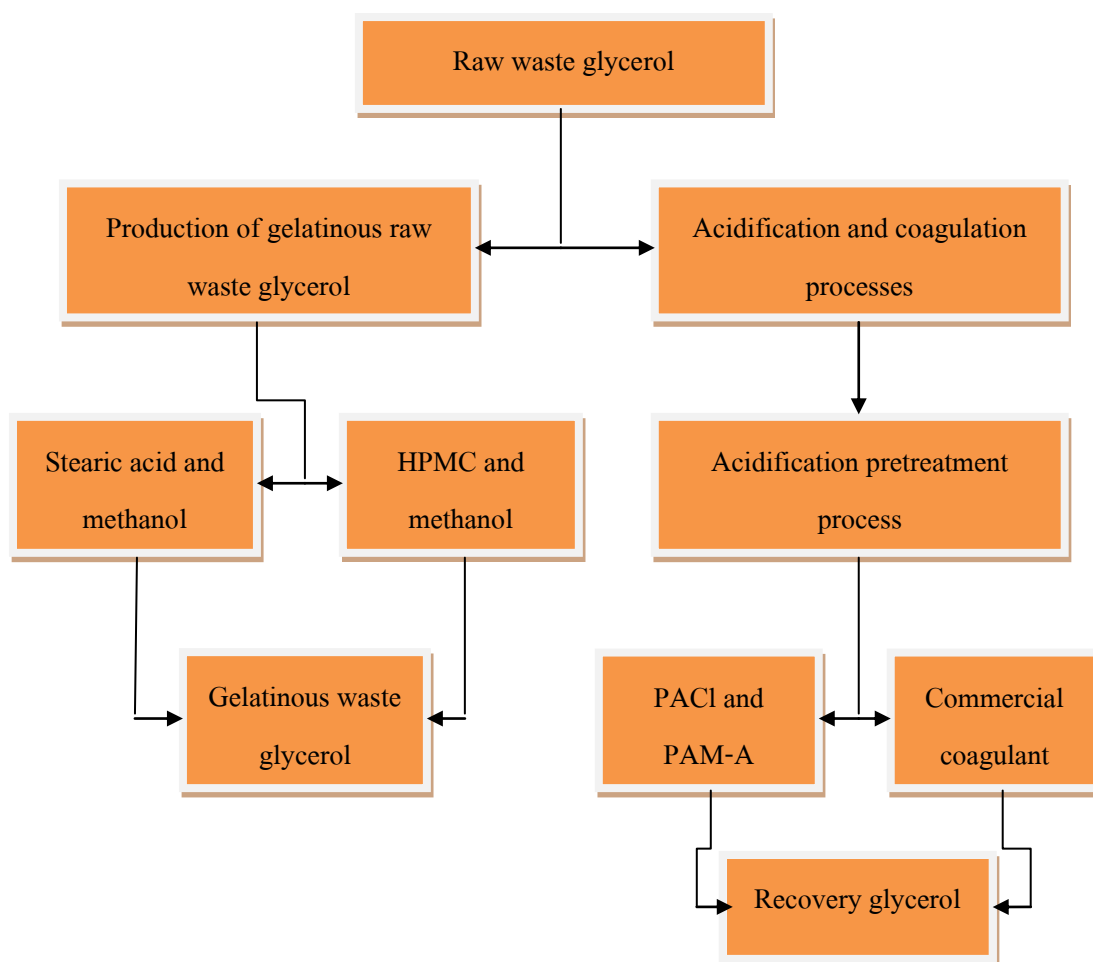 Raw waste glycerol
Production of gelatinous raw
waste glycerol
Acidification and coagulation
processes
Stearic acid and
methanol
HPMC and
methanol
Acidification pretreatment
process
Gelatinous waste
glycerol
PACl and
PAM-A
Commercial
coagulant
Recovery glycerol